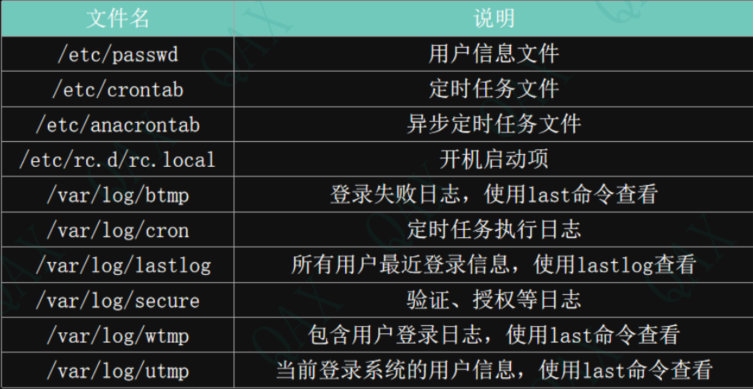 文件名 说明
/etc/passwd 用户信息文件
/etc/crontab 定时任务文件
/etc/anacrontab 异步定时任务文件
/etc/rc.d/rc.local 开机启动项
/var/log/btmp 登录失败日志，使用last命令查看
/var/log/cron 定时任务执行日志
/var/log/lastlog 所有用户最近登录信息，使用lastlog查看
/var/log/secure 验证、授权等日志
/var/log/wtmp 包含用户登录日志，使用last命令查看
/var/log/utmp 当前登录系统的用户信息，使用last命令查看
QAX
QAX
QAX
QAX
QAX
QAX
QAX